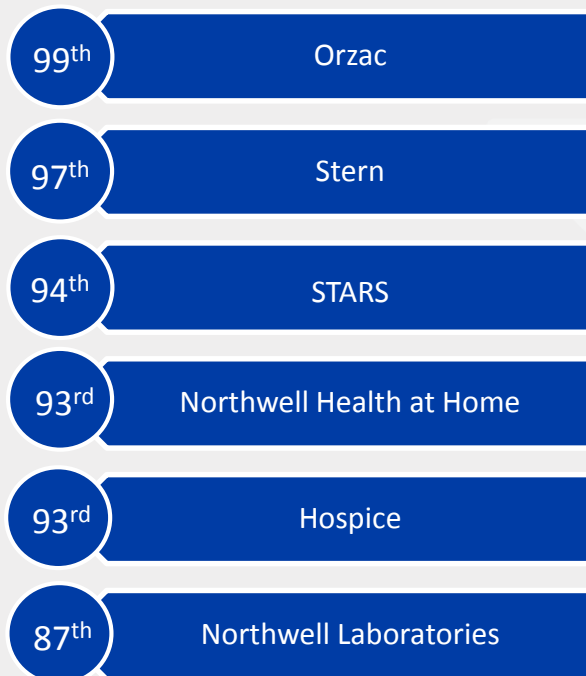 99th Orzac
97th Stern
94th STARS
93rd Northwell Health at Home
93rd Hospice
87th Northwell Laboratories